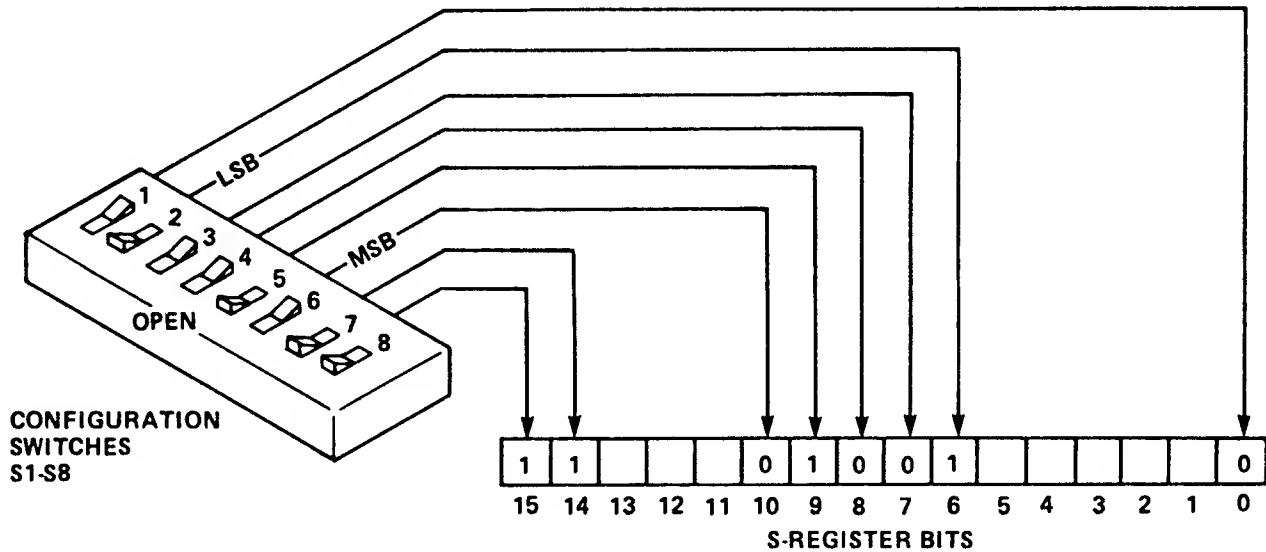 LSB
1
2
3
4
5
6
7
8
MSB
OPEN
CONFIGURATION
SWITCHES
S1-S8
1 1 0 1 0 0 1 0
15 14 13 12 11 10 9 8 7 6 5 4 3 2 1 0
S-REGISTER BITS